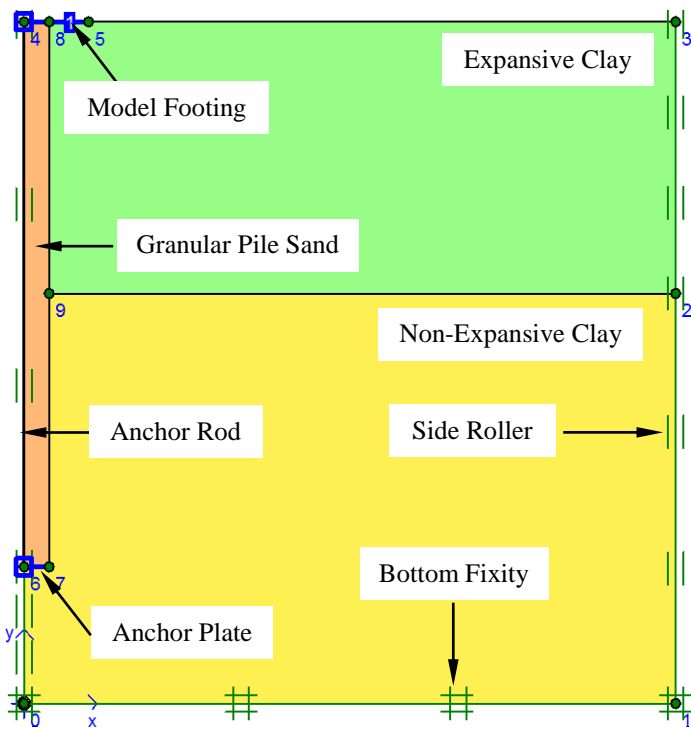 4 8 5 3
Expansive Clay
Model Footing
Granular Pile Sand
9 2
Non-Expansive Clay
Anchor Rod
Side Roller
6 7
Bottom Fixity
Anchor Plate
y
0 x 1